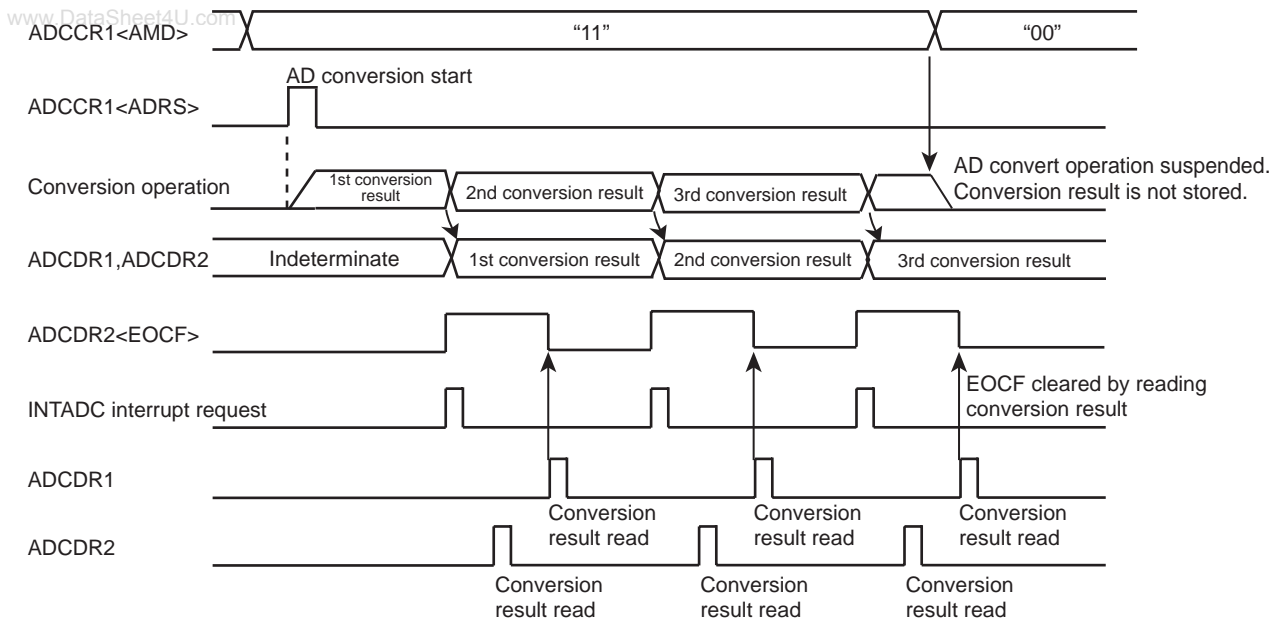 www.DataSheet4U.com
ADCCR1<AMD>
“11”
“00”
AD conversion start
ADCCR1<ADRS>
Conversion operation
1st conversion
result
2nd conversion result
3rd conversion result
AD convert operation suspended.
Conversion result is not stored.
ADCDR1,ADCDR2
Indeterminate
1st conversion result
2nd conversion result
3rd conversion result
ADCDR2<EOCF>
EOCF cleared by reading
conversion result
INTADC interrupt request
ADCDR1
Conversion
result read
Conversion
result read
Conversion
result read
ADCDR2
Conversion
result read
Conversion
result read
Conversion
result read